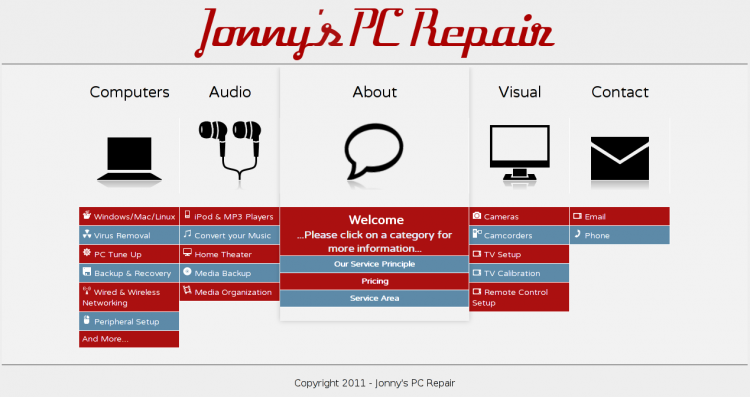 Jonny's PC Repair
Computers
Audio
About
Visual
Contact
Windows/Mac/Linux
Virus Removal
PC Tune Up
Backup & Recovery
Wired & Wireless
Networking
Peripheral Setup
And More...
iPod & MP3 Players
Convert your Music
Home Theater
Media Backup
Media Organization
Welcome
...Please click on a category for
more information...
Our Service Principle
Pricing
Service Area
Cameras
Camcorders
TV Setup
TV Calibration
Remote Control
Setup
Email
Phone
Copyright 2011 - Jonny's PC Repair